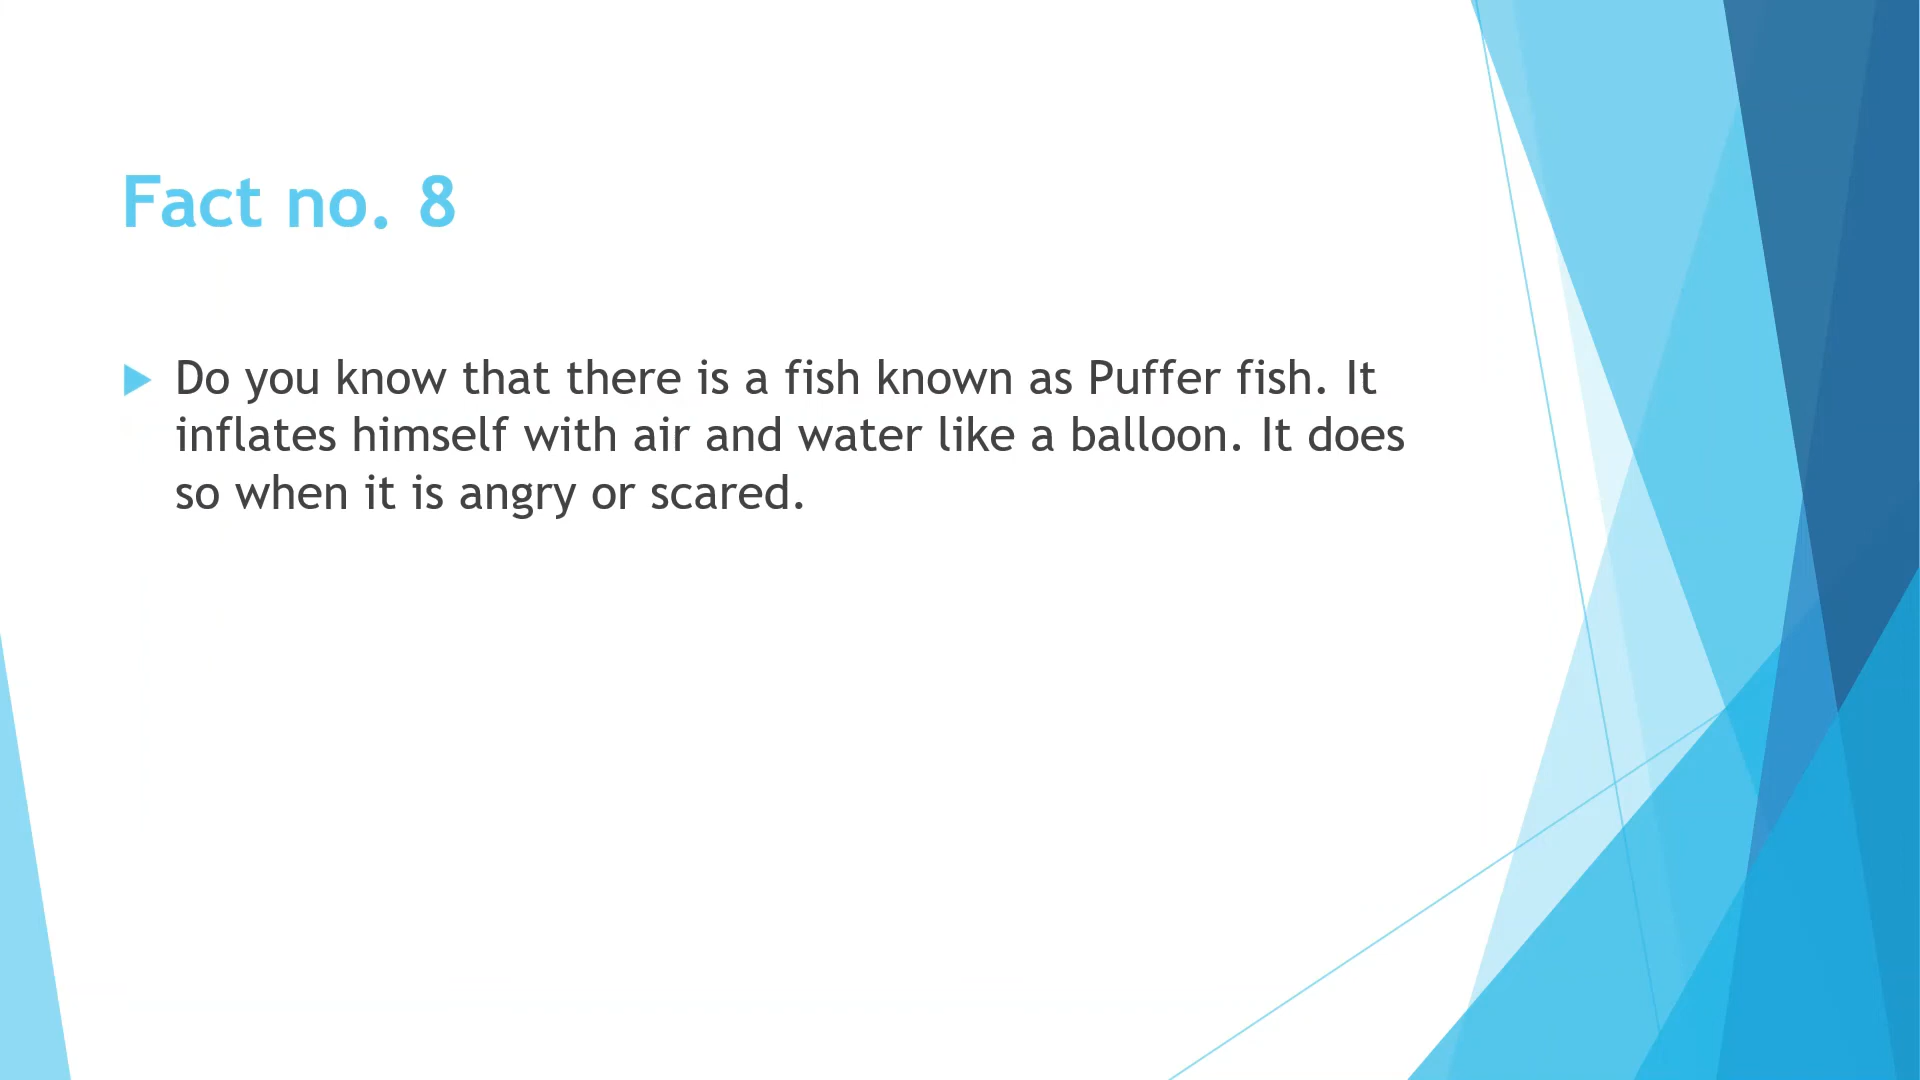 Fact no. 8
Do you know that there is a fish known as Puffer fish. It
inflates himself with air and water like a balloon. It does
so when it is angry or scared.